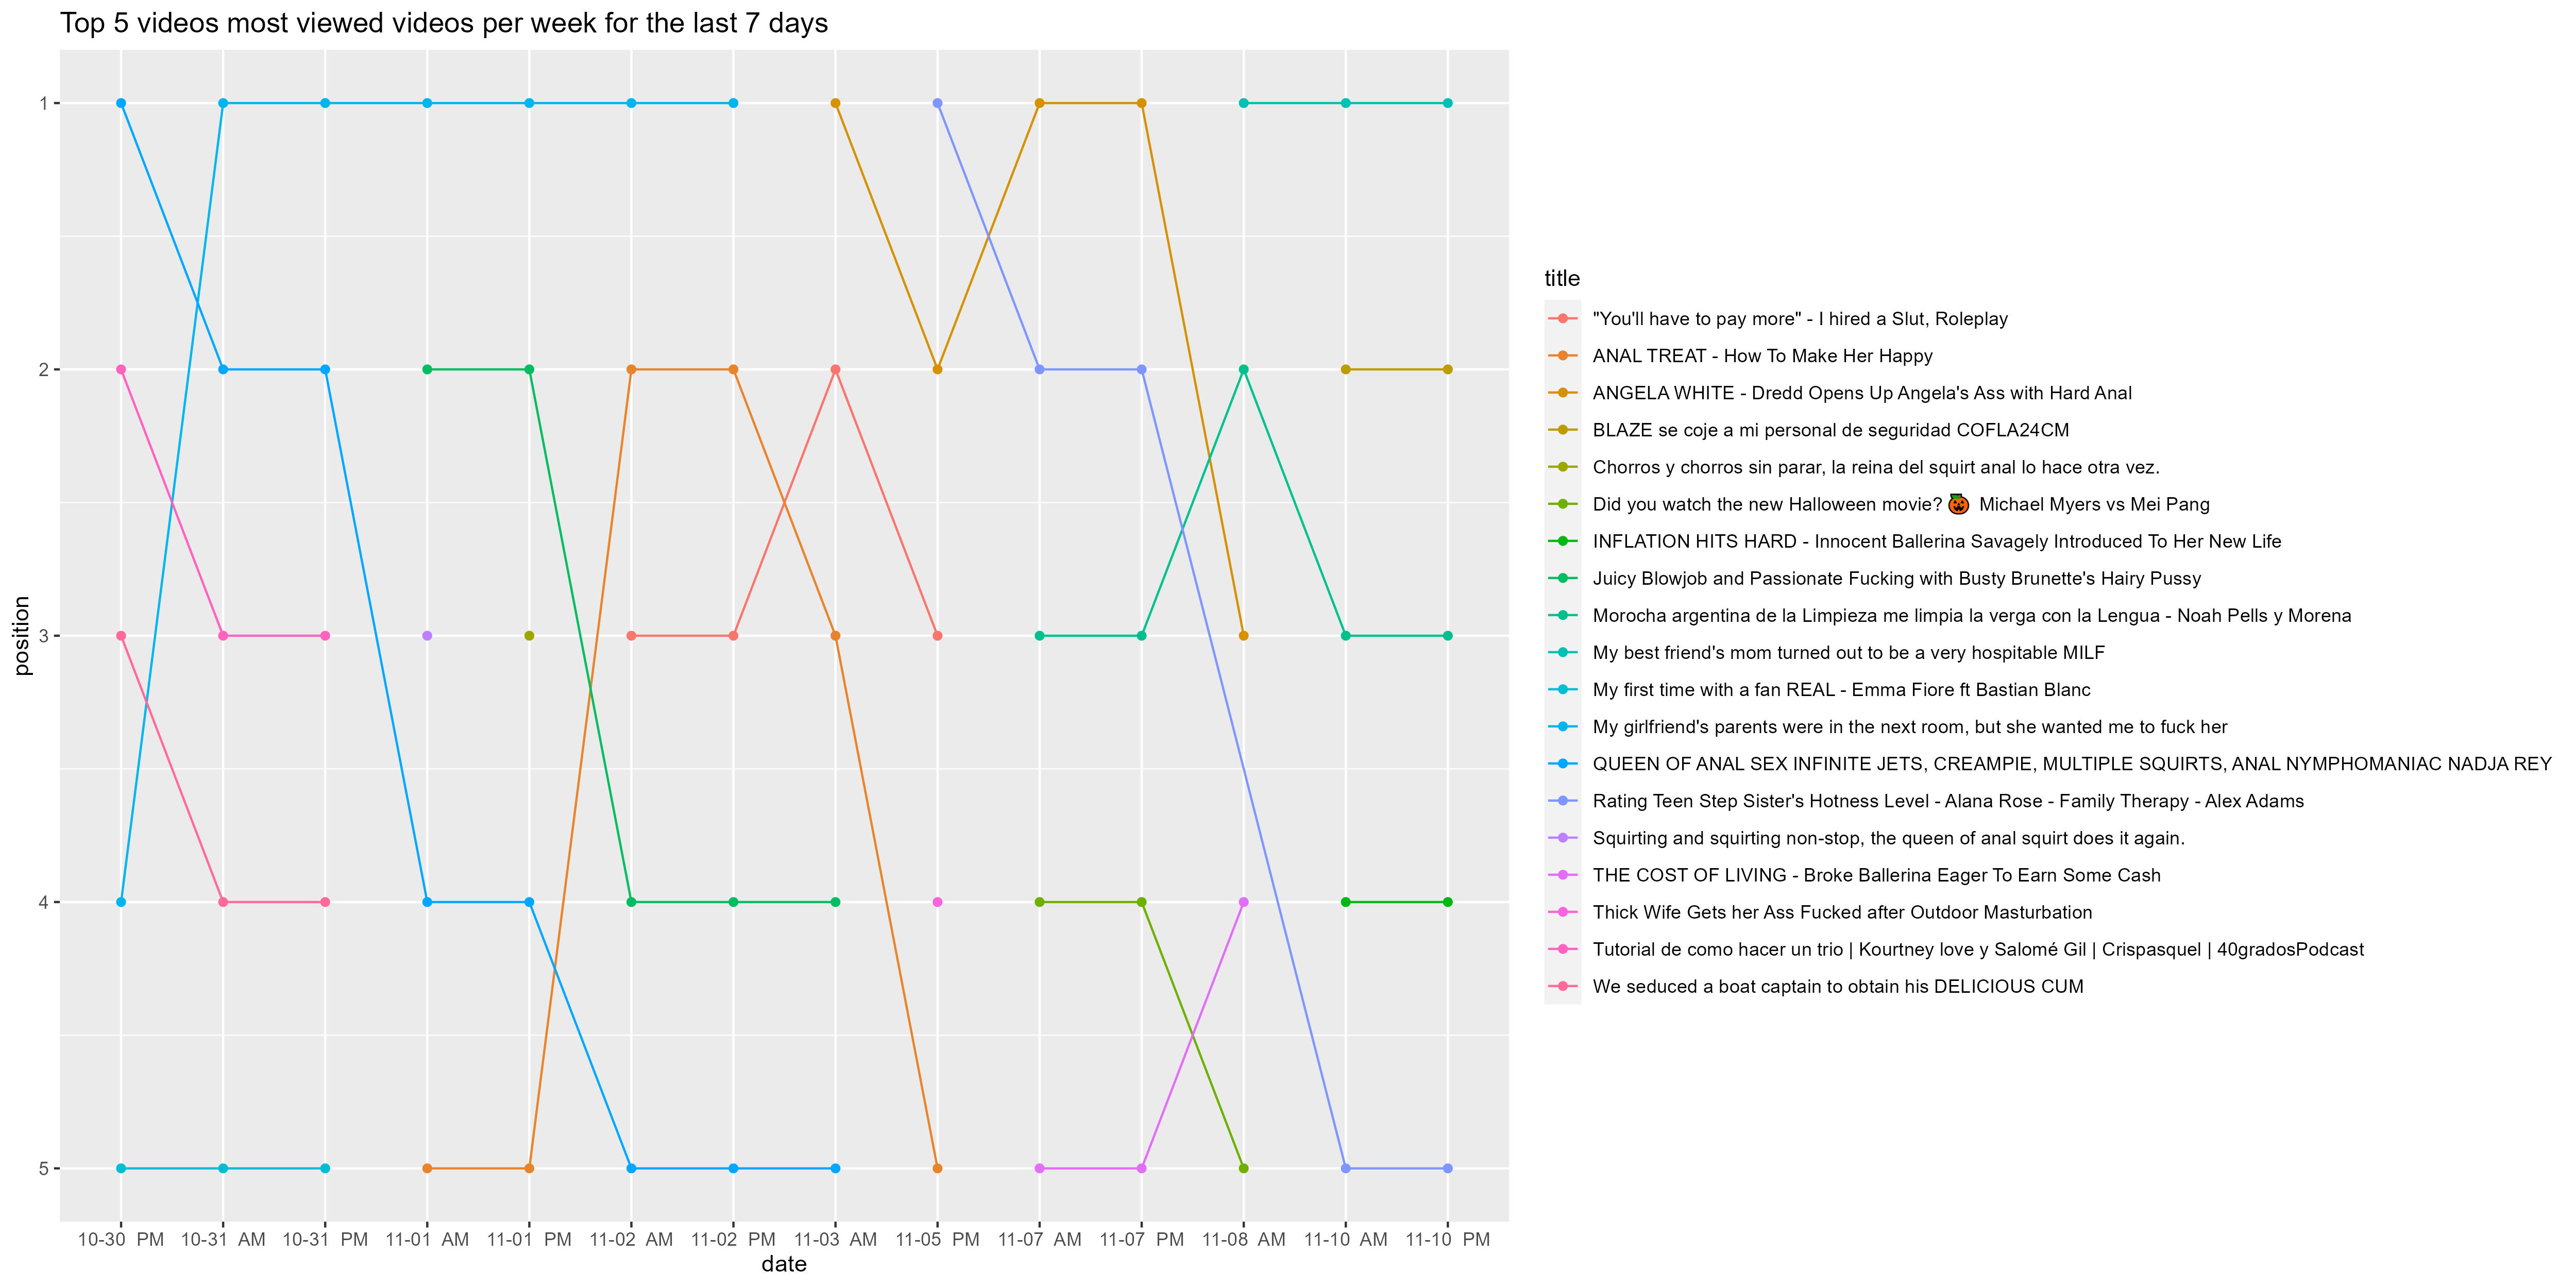 Top 5 videos most viewed videos per week for the last 7 days
position
1
2
3
4
5
10-30 PM
10-31 AM
10-31 PM
11-01 AM
11-01 PM
11-02 AM
11-02 PM
11-03 AM
11-05 PM
11-07 AM
11-07 PM
11-08 AM
11-10 AM
11-10 PM
date
title
"You'll have to pay more" - I hired a Slut, Roleplay
ANAL TREAT - How To Make Her Happy
ANGELA WHITE - Dredd Opens Up Angela's Ass with Hard Anal
BLAZE se coje a mi personal de seguridad COFLA24CM
Chorros y chorros sin parar, la reina del squirt anal lo hace otra vez.
Did you watch the new Halloween movie? 🎃 Michael Myers vs Mei Pang
INFLATION HITS HARD - Innocent Ballerina Savagely Introduced To Her New Life
Juicy Blowjob and Passionate Fucking with Busty Brunette's Hairy Pussy
Morocha argentina de la Limpieza me limpia la verga con la Lengua - Noah Pells y Morena
My best friend's mom turned out to be a very hospitable MILF
My first time with a fan REAL - Emma Fiore ft Bastian Blanc
My girlfriend's parents were in the next room, but she wanted me to fuck her
QUEEN OF ANAL SEX INFINITE JETS, CREAMPIE, MULTIPLE SQUIRTS, ANAL NYMPHOMANIAC NADJA REY
Rating Teen Step Sister's Hotness Level - Alana Rose - Family Therapy - Alex Adams
Squirting and squirting non-stop, the queen of anal squirt does it again.
THE COST OF LIVING - Broke Ballerina Eager To Earn Some Cash
Thick Wife Gets her Ass Fucked after Outdoor Masturbation
Tutorial de como hacer un trio | Kourtney love y Salomé Gil | Crispasquel | 40gradosPodcast
We seduced a boat captain to obtain his DELICIOUS CUM